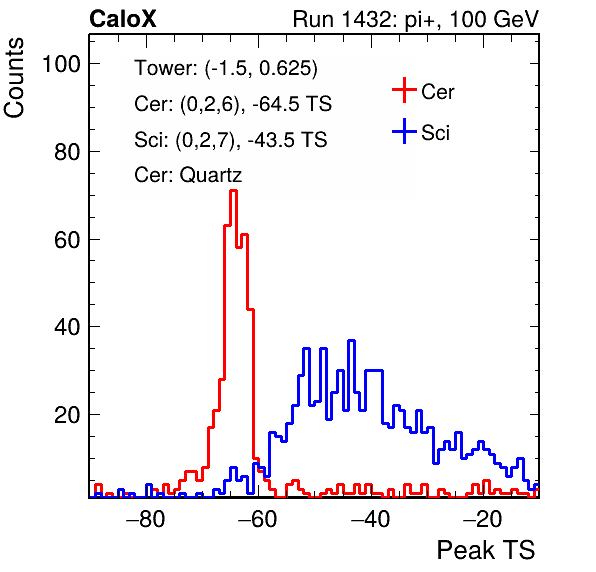 CaloX Run 1432: pi+, 100 GeV
Counts
Tower: (-1.5, 0.625)
Cer: (0,2,6), -64.5 TS
Sci: (0,2,7), -43.5 TS
Cer: Quartz
Cer
Sci
100
80
60
40
20
−80 −60 −40 −20
Peak TS